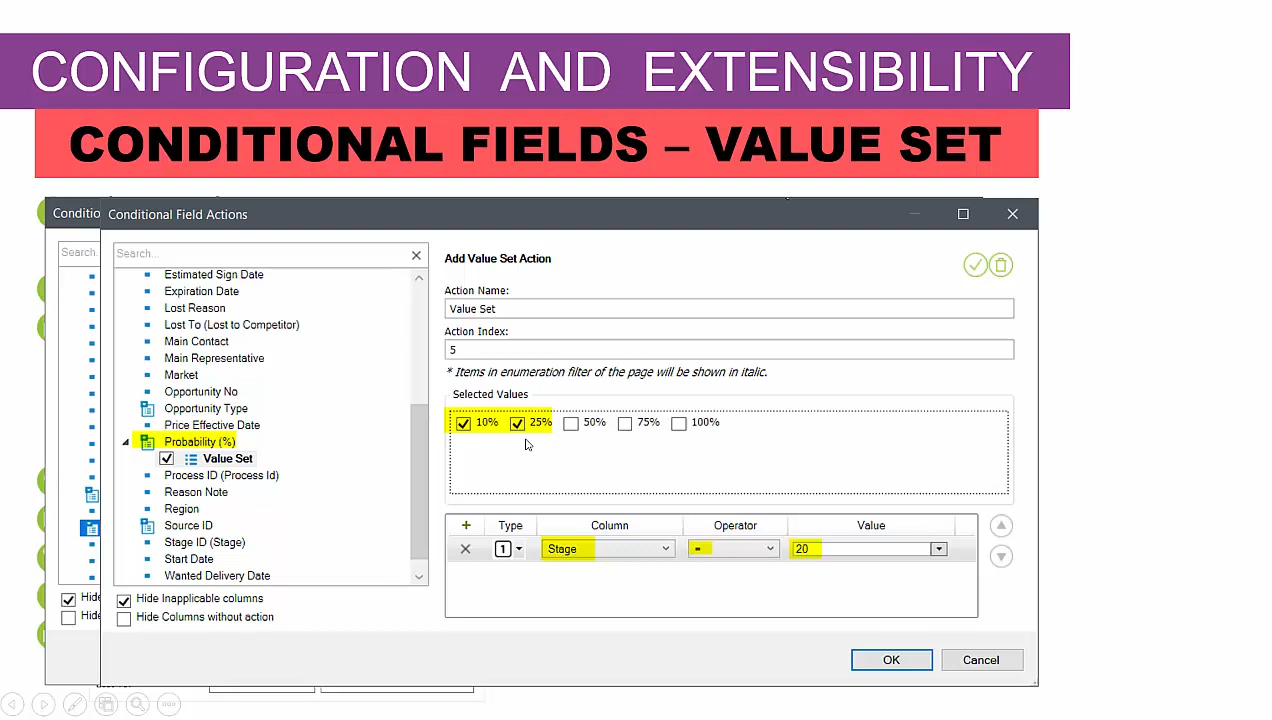 CONFIGURATION AND EXTENSIBILITY
CONDITIONAL FIELDS – VALUE SET
Conditio
Conditional Field Actions
Search.
Search...
Estimated Sign Date
Expiration Date
Lost Reason
Lost To (Lost to Competitor)
Main Contact
Main Representative
Market
Opportunity No
Opportunity Type
Price Effective Date
Probability (%)
Value Set
Process ID (Process Id)
Reason Note
Region
Source ID
Stage ID (Stage)
Start Date
Wanted Delivery Date
Hide
Hide Inapplicable columns
Hide
Hide Columns without action
Add Value Set Action
Action Name:
Value Set
Action Index:
5
* Items in enumeration filter of the page will be shown in italic.
Selected Values
10% 25% 50% 75% 100%
+ Type Column Operator Value
1 Stage = 20
OK Cancel